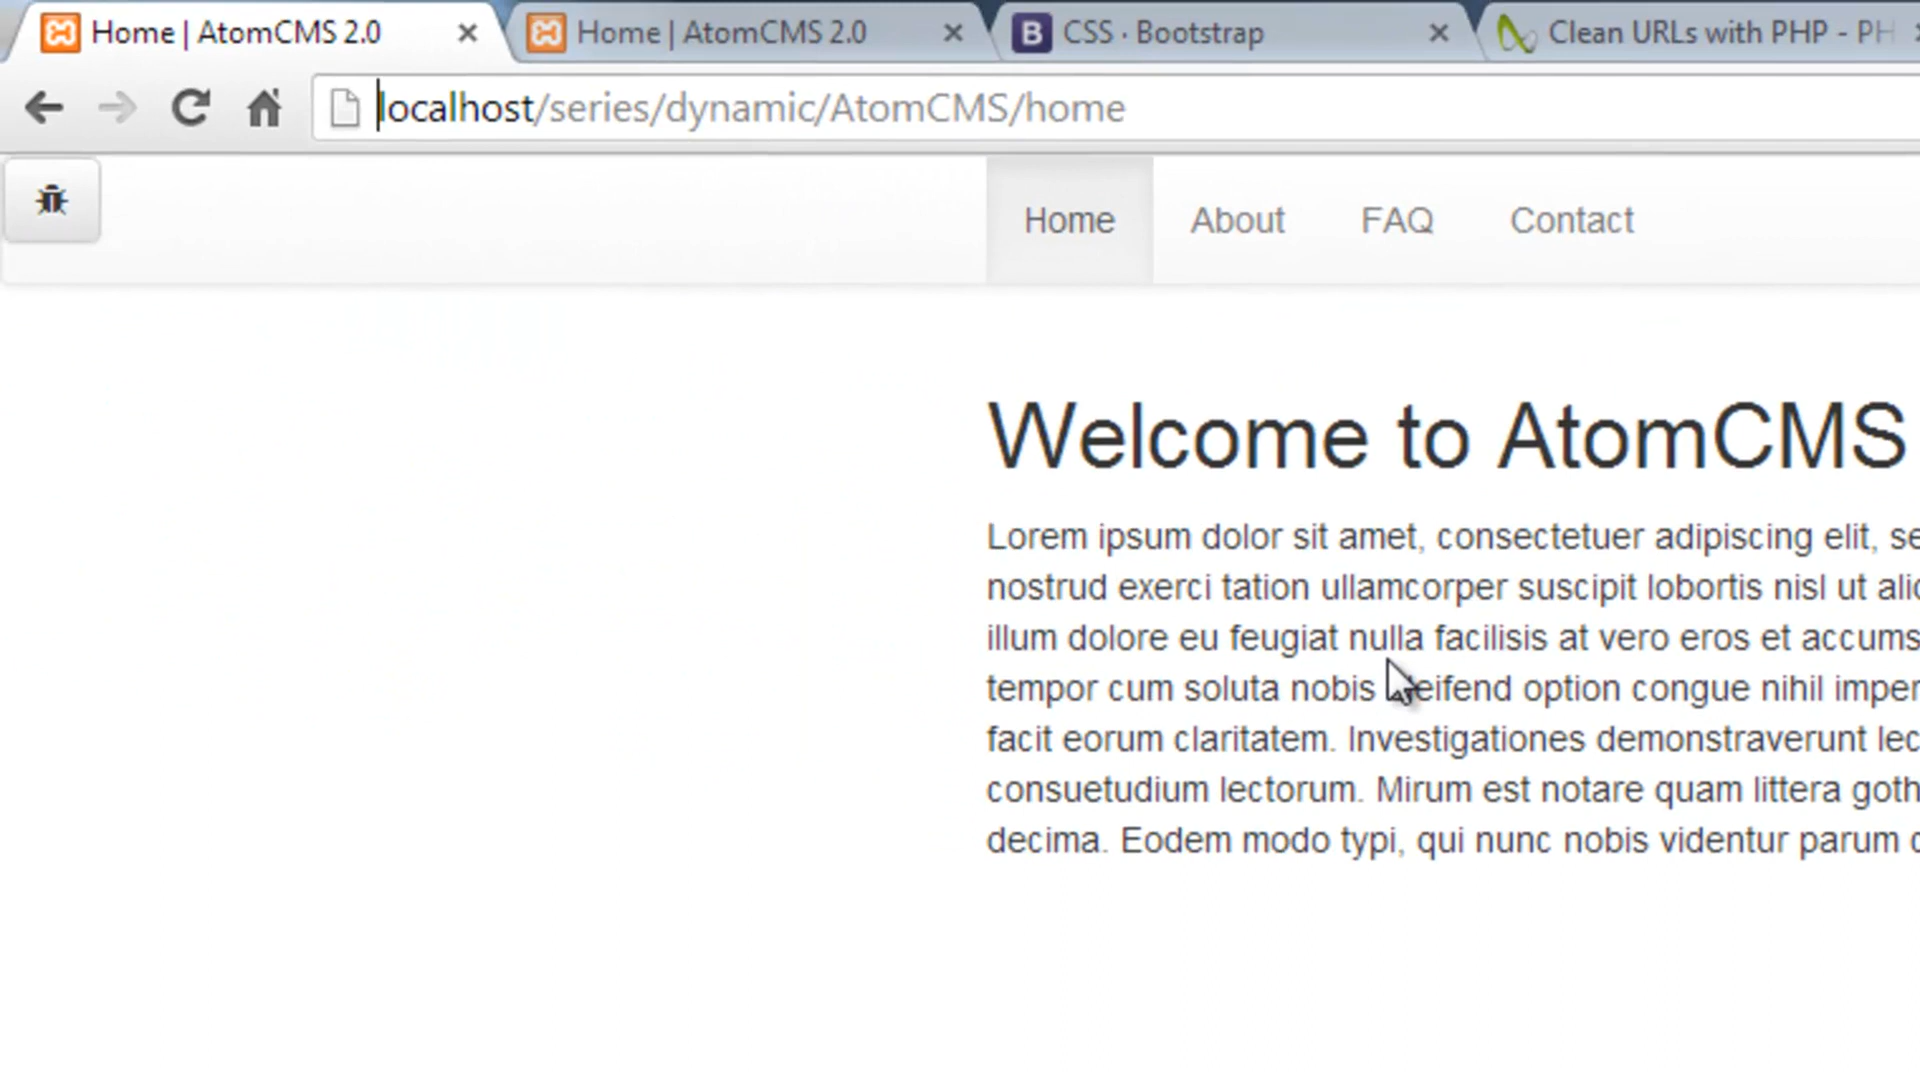 Home | AtomCMS 2.0
Home | AtomCMS 2.0
B CSS · Bootstrap
Clean URLs with PHP - PH
localhost/series/dynamic/AtomCMS/home
Home About FAQ Contact
Welcome to AtomCMS
Lorem ipsum dolor sit amet, consectetuer adipiscing elit, se
nostrud exerci tation ullamcorper suscipit lobortis nisl ut
illum dolore eu feugiat nulla facilisis at vero eros et accums
tempor cum soluta nobis eifend option congue nihil imper
facit eorum claritatem. Investigationes demonstraverunt lec
consuetudium lectorum. Mirum est notare quam littera goth
decima. Eodem modo typi, qui nunc nobis videntur parum